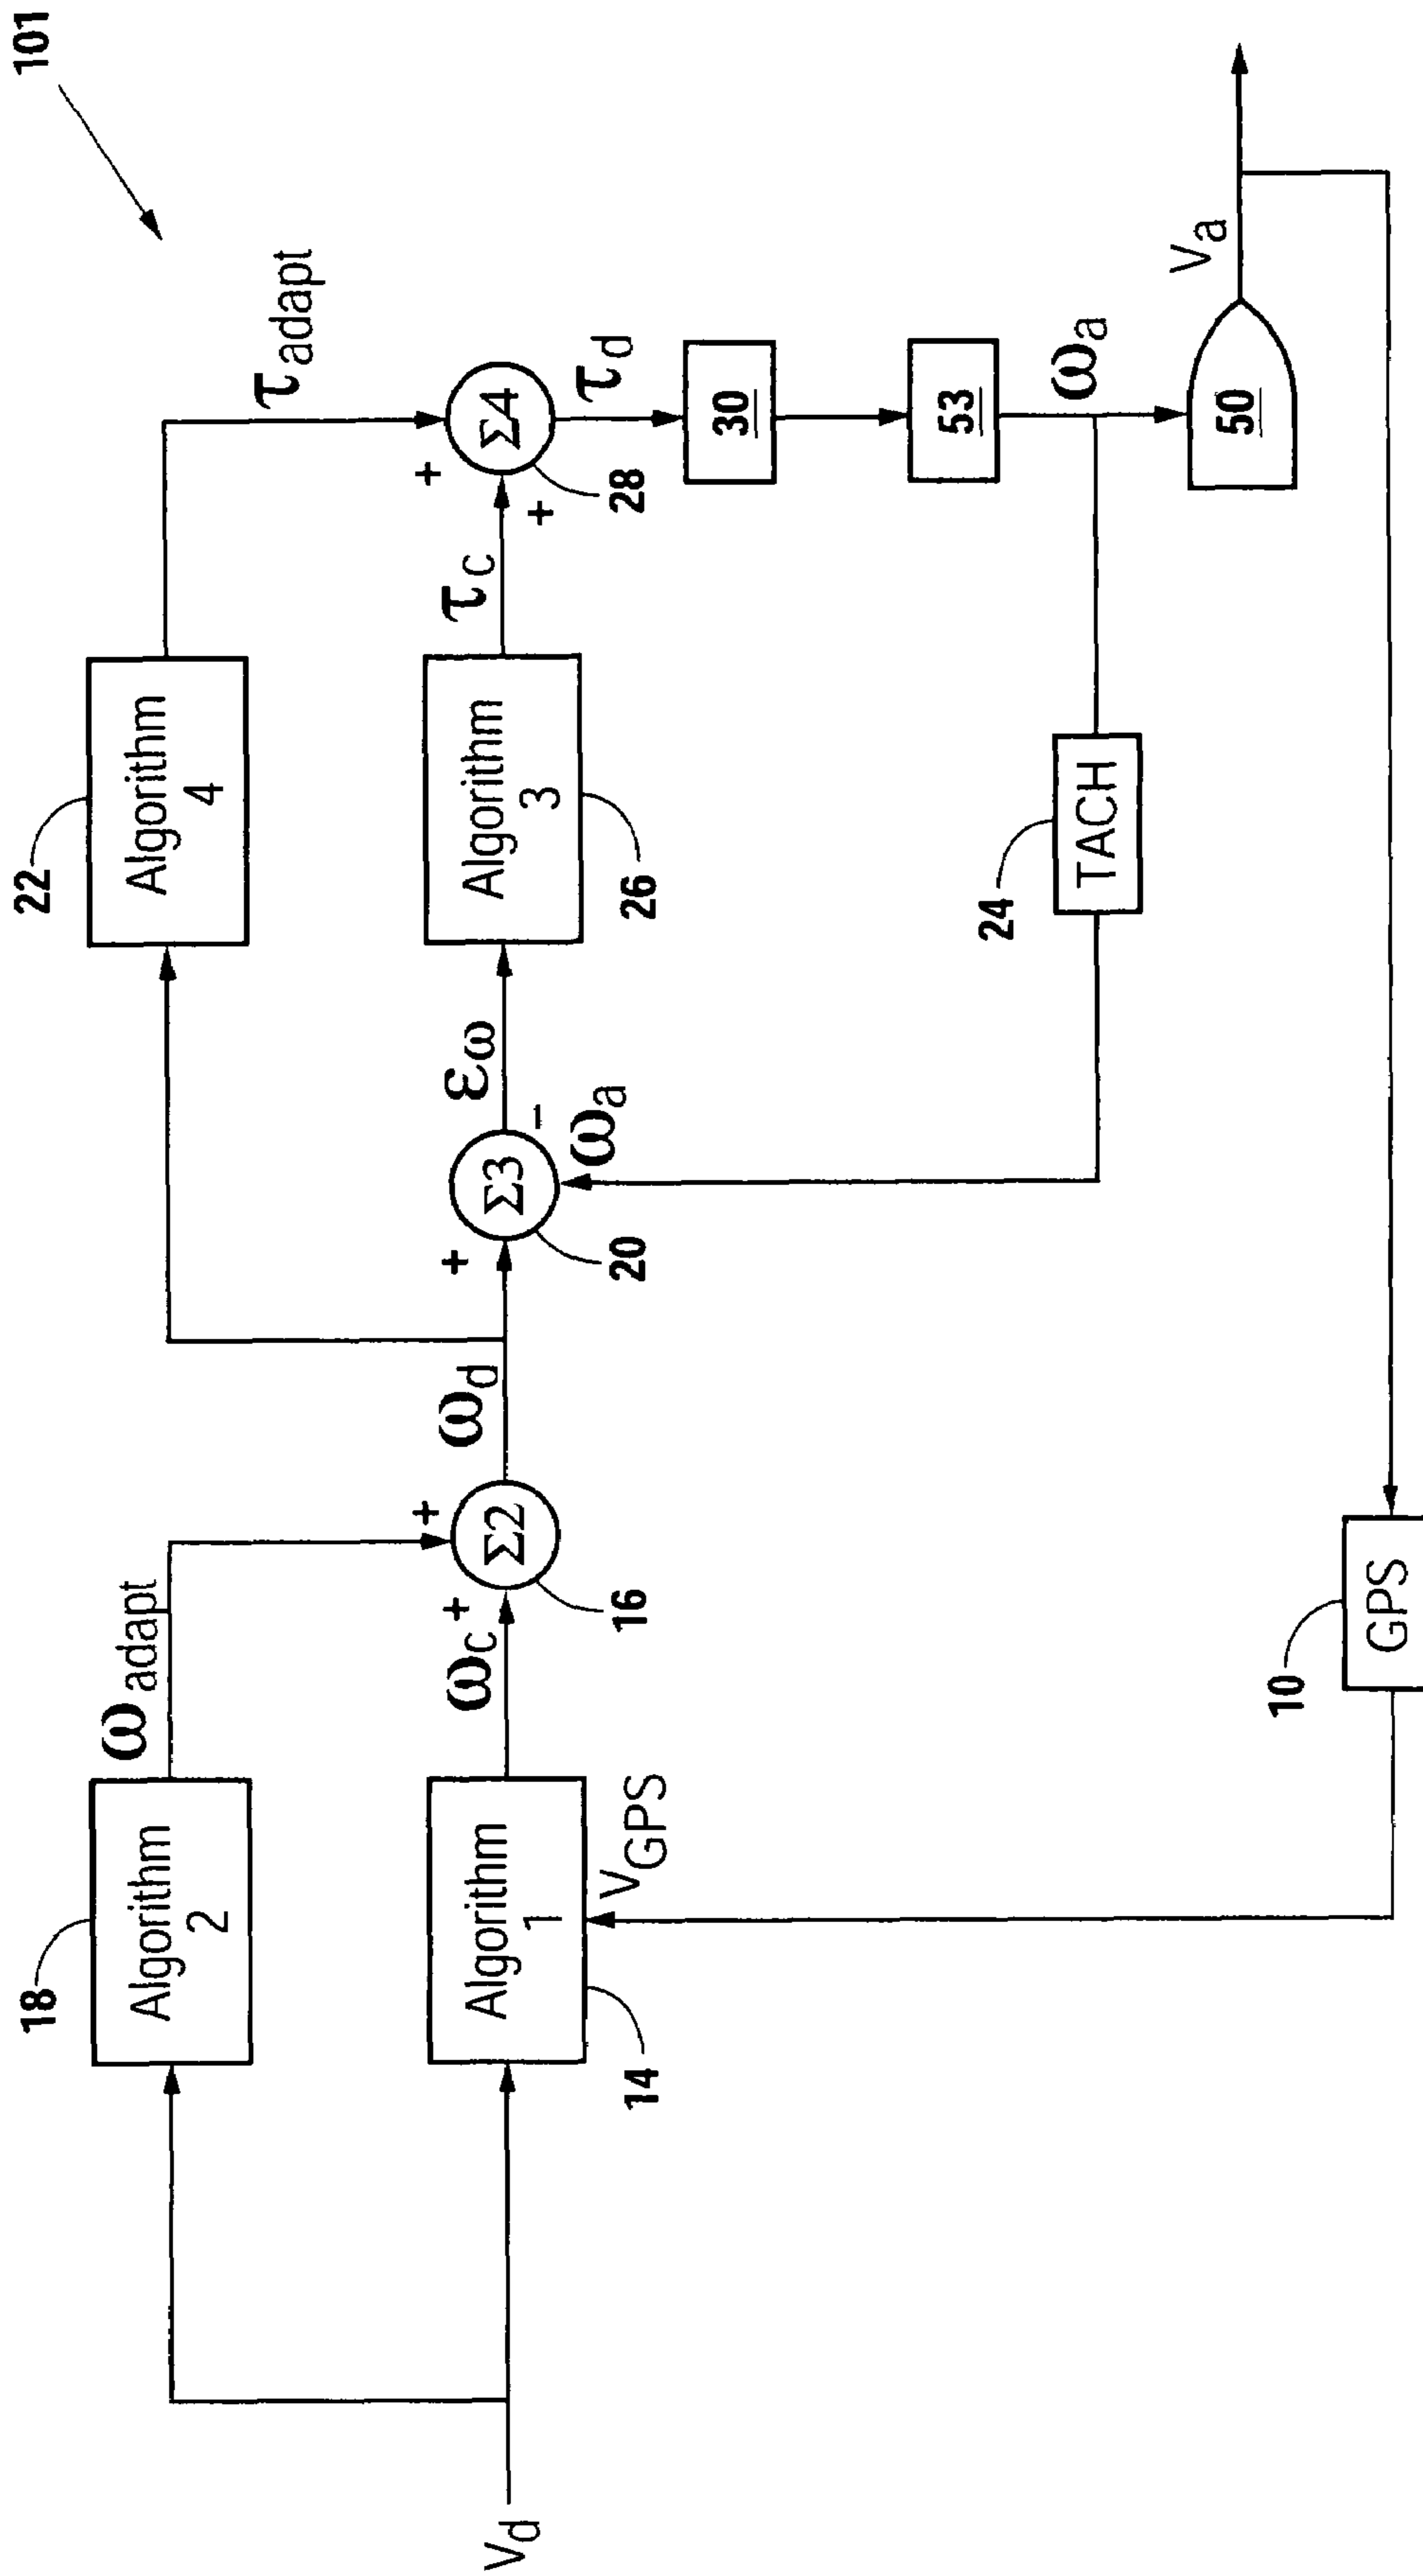 101
22
Algorithm
4
τadapt
18
Algorithm
2
ωadapt
+
+
Vd
Algorithm
1
14
VGPS
ωc
+
Σ2
16
ωd
+
Σ3
20
-
ωa
εω
Algorithm
3
26
τc
+
Σ4
28
τd
30
53
ωa
24
TACH
50
Va
10
GPS